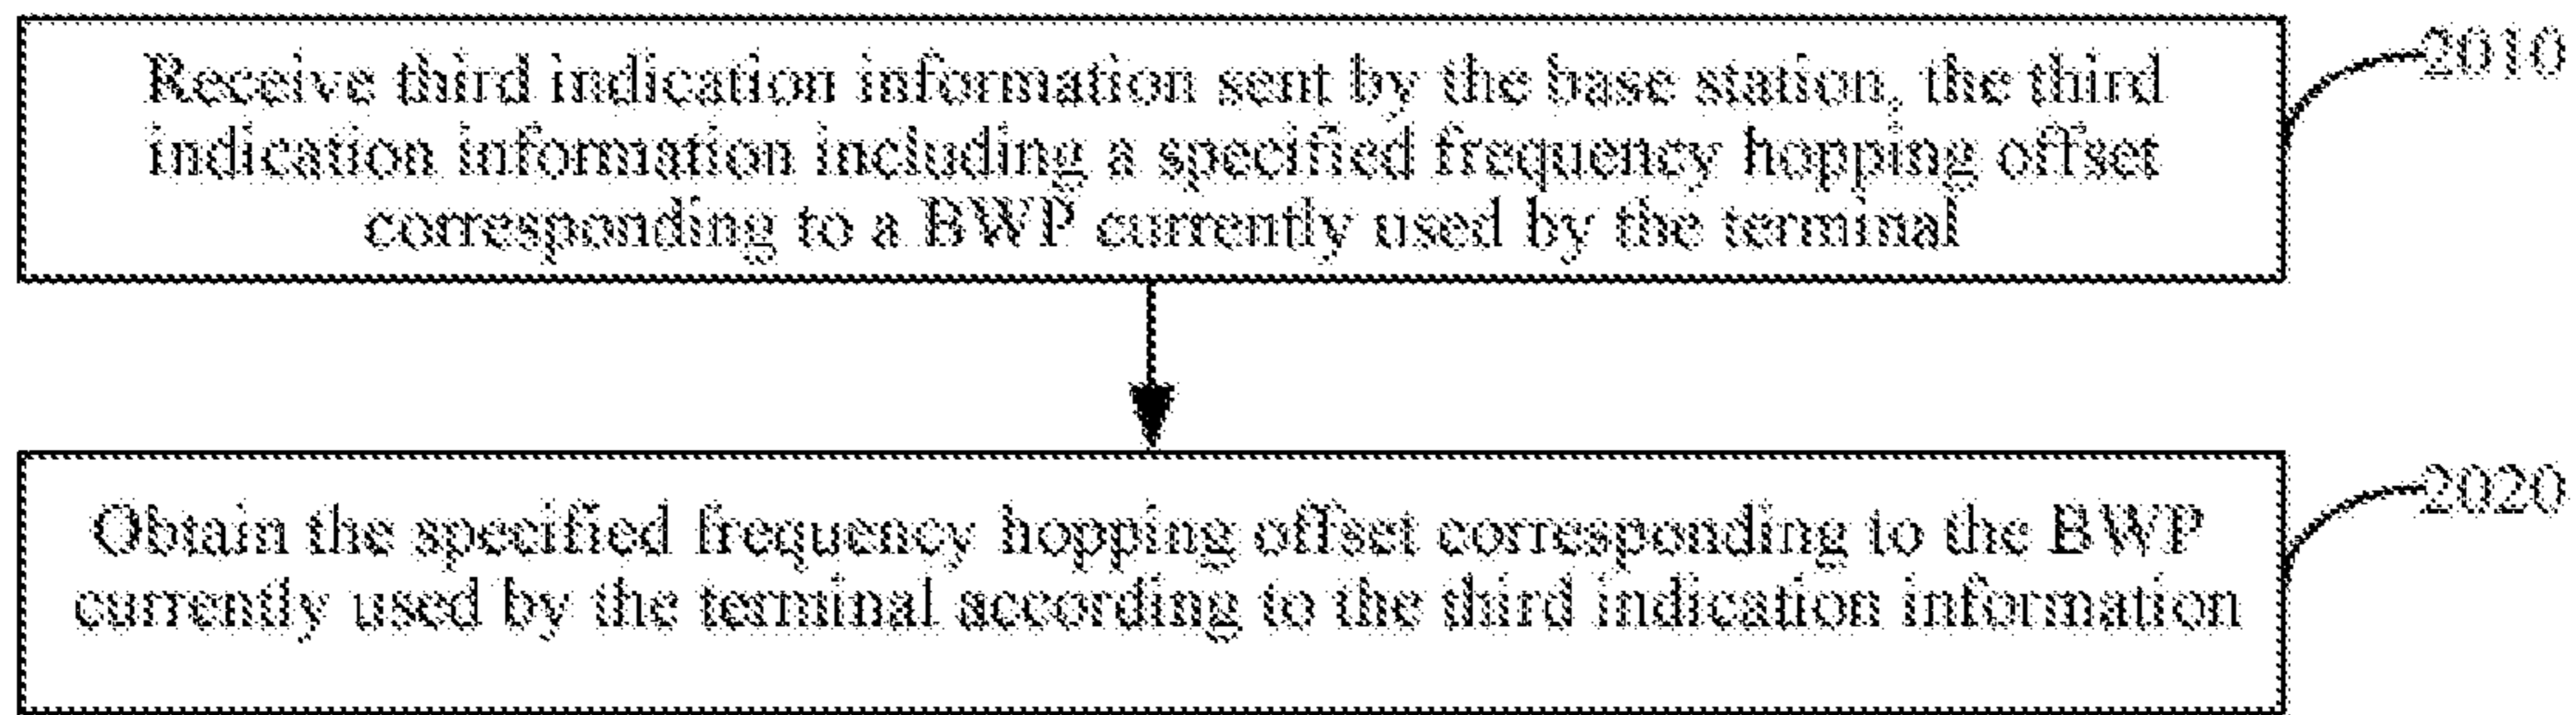 Receive third indication information sent by the base station, the third
indication information including a specified frequency hopping offset
corresponding to a BWP currently used by the terminal
2010
Obtain the specified frequency hopping offset corresponding to the BWP
currently used by the terminal according to the third indication information
2020